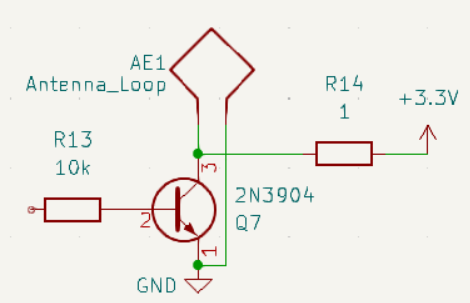 AE1
Antenna_Loop
R14
1
+3.3V
R13
10k
3
2N3904
Q7
2
1
GND